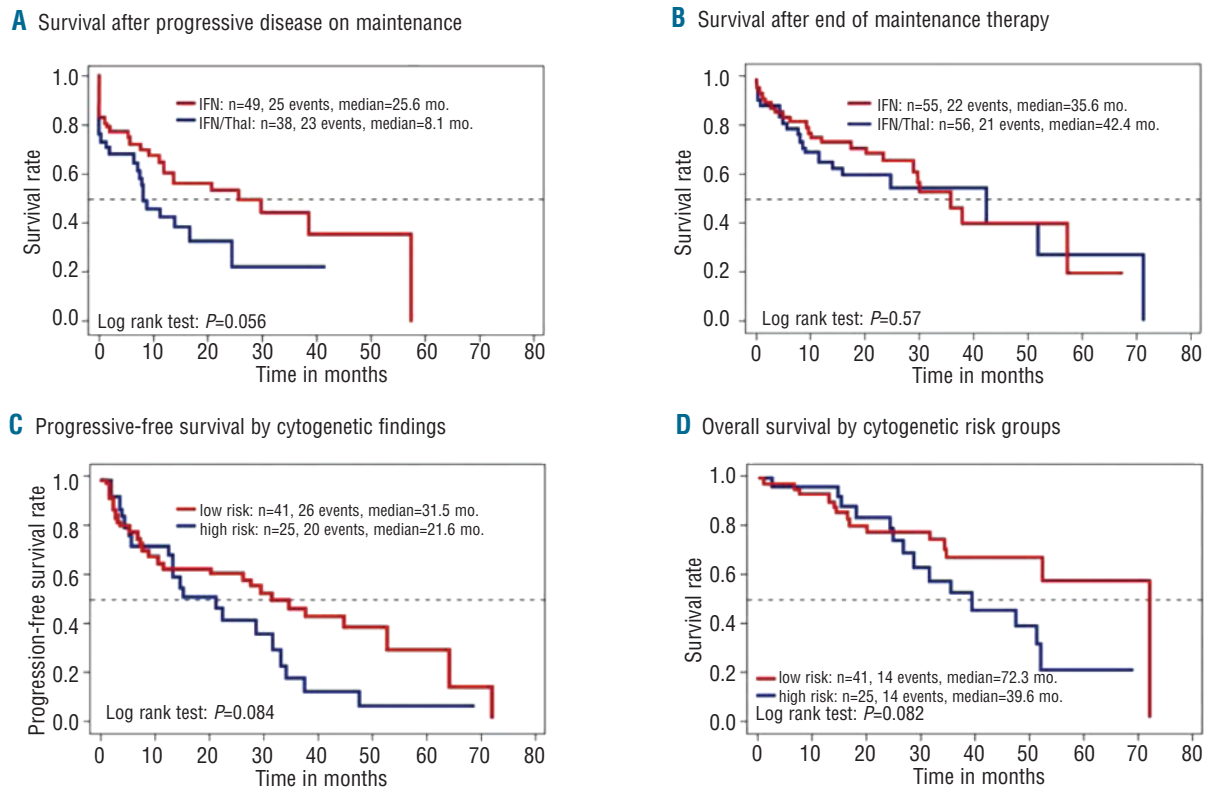 A Survival after progressive disease on maintenance
Survival rate
1.0
0.8
0.6
0.4
0.2
0.0
IFN: n=49, 25 events, median=25.6 mo.
IFN/Thal: n=38, 23 events, median=8.1 mo.
Log rank test: P=0.056
0 10 20 30 40 50 60 70 80
Time in months
B Survival after end of maintenance therapy
Survival rate
1.0
0.8
0.6
0.4
0.2
0.0
IFN: n=55, 22 events, median=35.6 mo.
IFN/Thal: n=56, 21 events, median=42.4 mo.
Log rank test: P=0.57
0 10 20 30 40 50 60 70 80
Time in months
C Progressive-free survival by cytogenetic findings
Progression-free survival rate
1.0
0.8
0.6
0.4
0.2
0.0
low risk: n=41, 26 events, median=31.5 mo.
high risk: n=25, 20 events, median=21.6 mo.
Log rank test: P=0.084
0 10 20 30 40 50 60 70 80
Time in months
D Overall survival by cytogenetic risk groups
Survival rate
1.0
0.8
0.6
0.4
0.2
0.0
low risk: n=41, 14 events, median=72.3 mo.
high risk: n=25, 14 events, median=39.6 mo.
Log rank test: P=0.082
0 10 20 30 40 50 60 70 80
Time in months